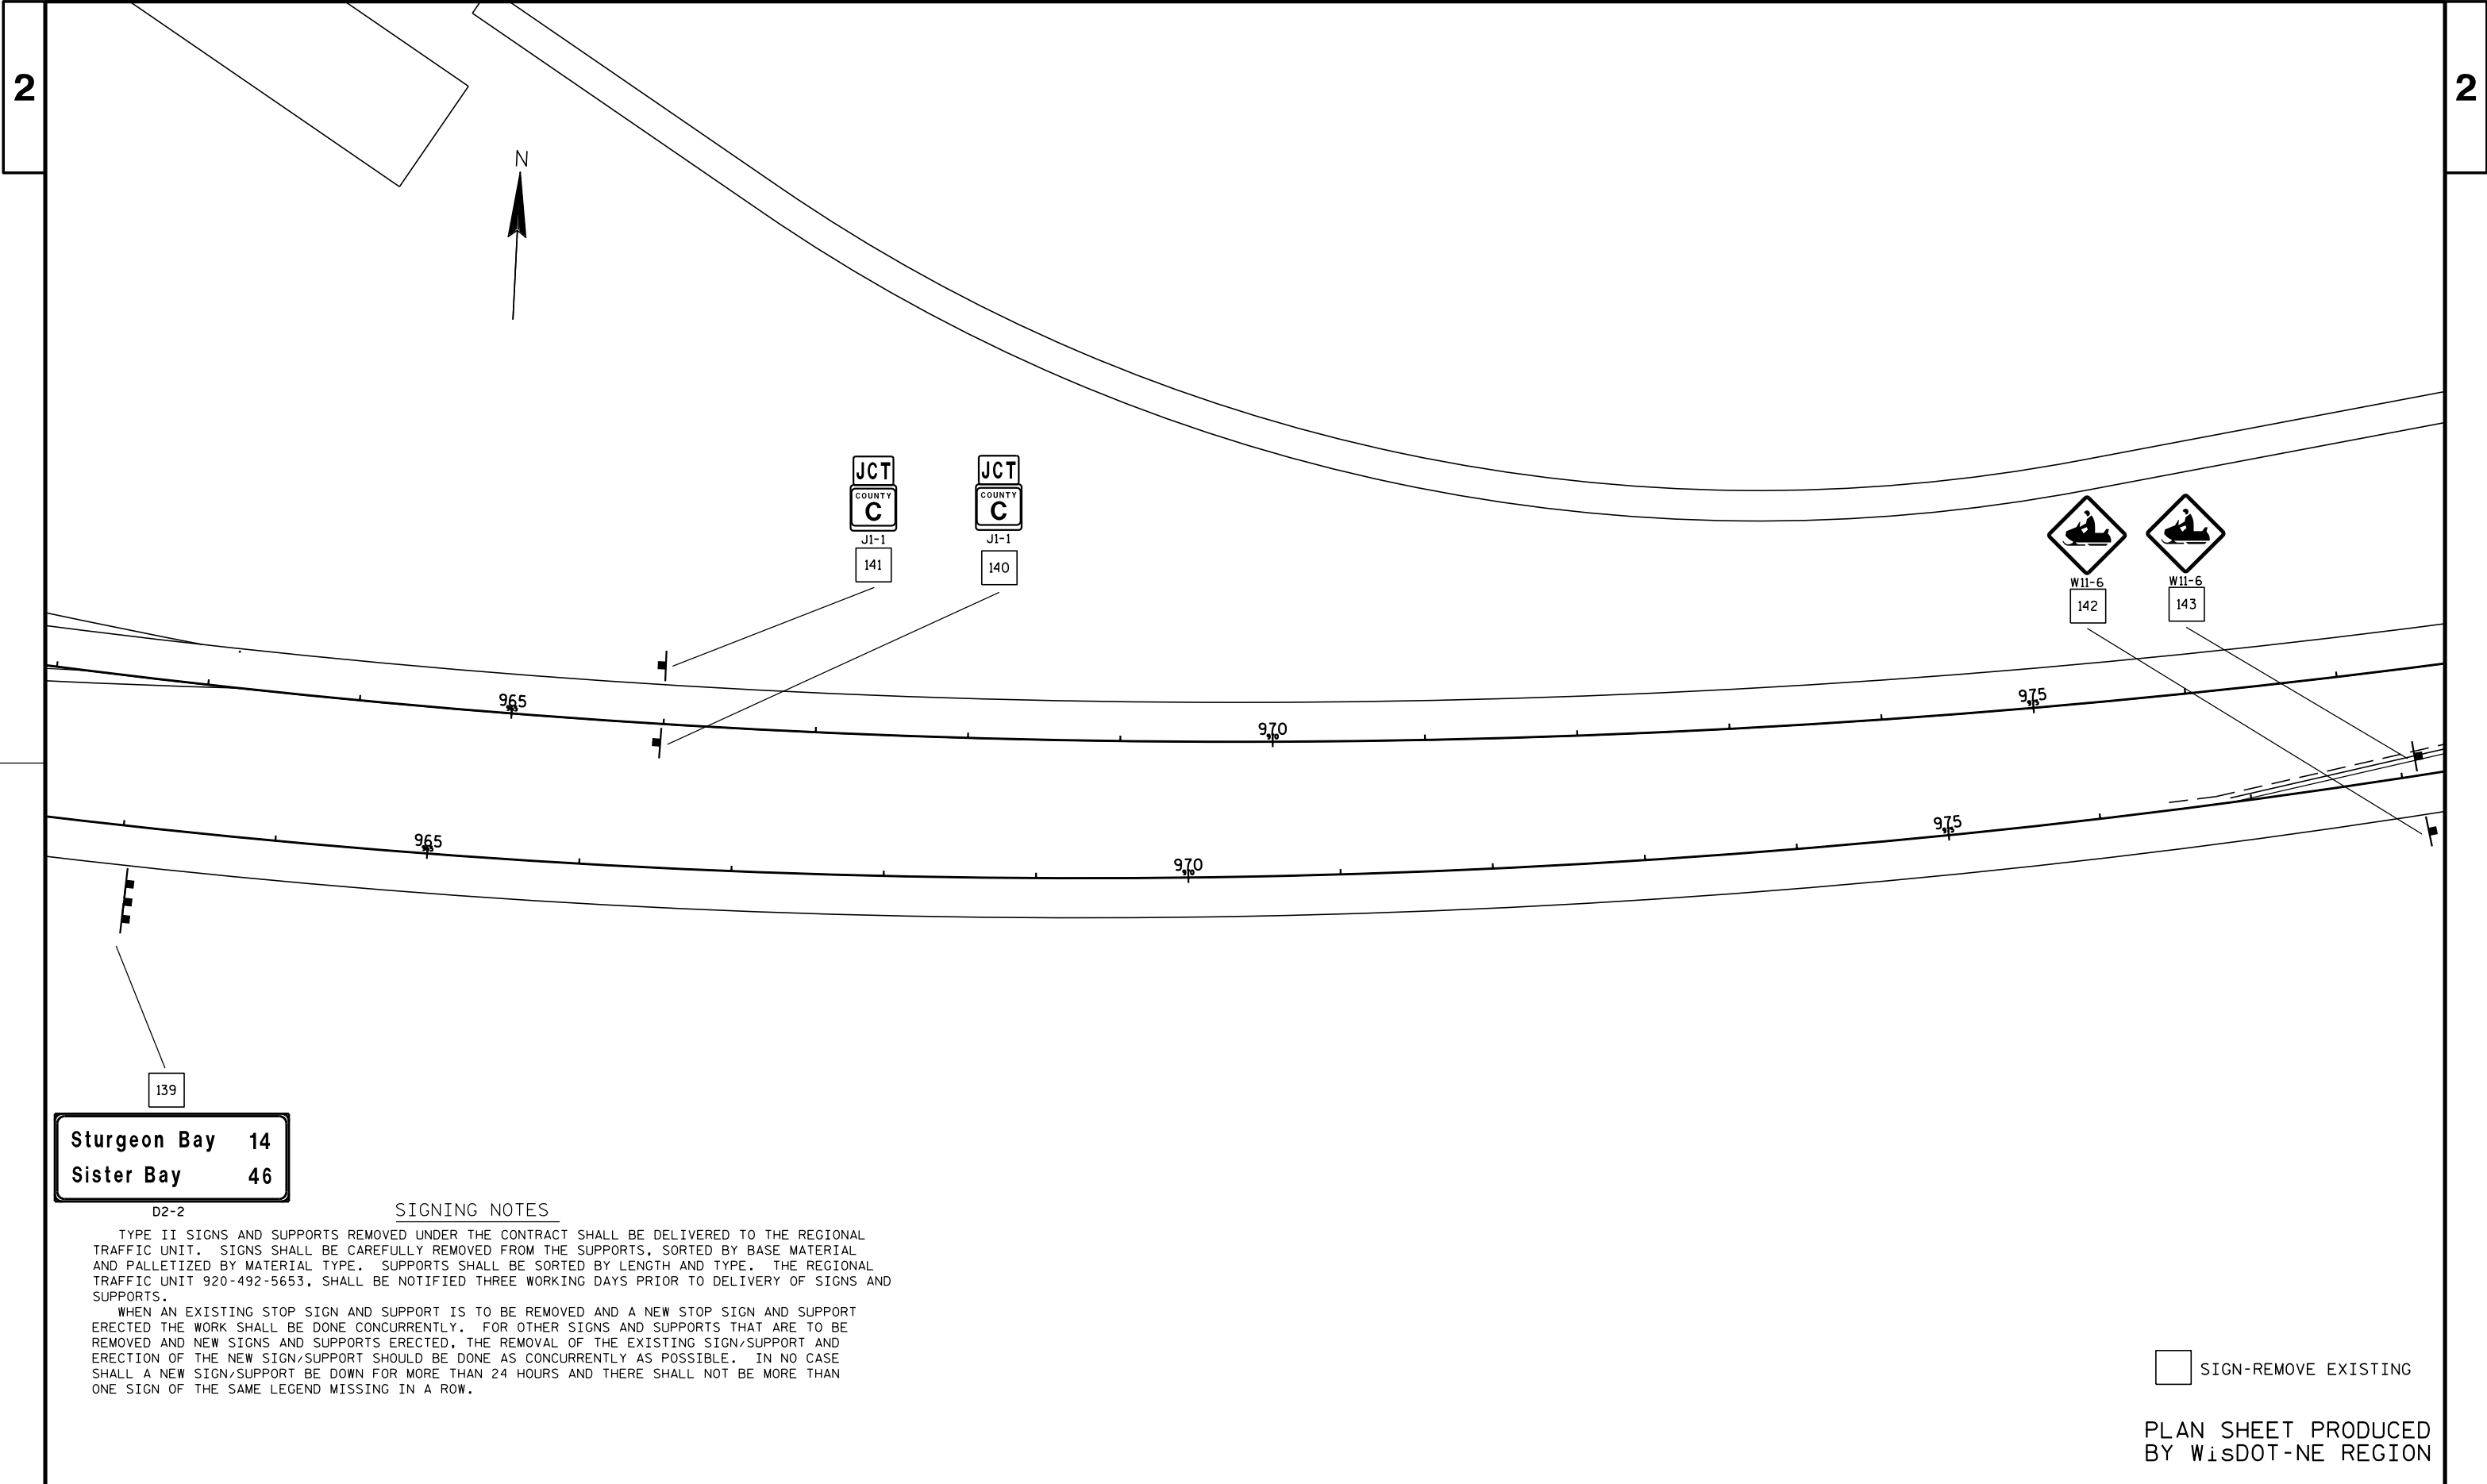 2
2
N
JCT
COUNTY
C
J1-1
141
JCT
COUNTY
C
J1-1
140
W11-6
142
W11-6
143
965
970
975
965
970
975
139
Sturgeon Bay 14
Sister Bay 46
D2-2
SIGNING NOTES
TYPE II SIGNS AND SUPPORTS REMOVED UNDER THE CONTRACT SHALL BE DELIVERED TO THE REGIONAL
TRAFFIC UNIT. SIGNS SHALL BE CAREFULLY REMOVED FROM THE SUPPORTS, SORTED BY BASE MATERIAL
AND PALLETIZED BY MATERIAL TYPE. SUPPORTS SHALL BE SORTED BY LENGTH AND TYPE. THE REGIONAL
TRAFFIC UNIT 920-492-5653, SHALL BE NOTIFIED THREE WORKING DAYS PRIOR TO DELIVERY OF SIGNS AND
SUPPORTS.
WHEN AN EXISTING STOP SIGN AND SUPPORT IS TO BE REMOVED AND A NEW STOP SIGN AND SUPPORT
ERECTED THE WORK SHALL BE DONE CONCURRENTLY. FOR OTHER SIGNS AND SUPPORTS THAT ARE TO BE
REMOVED AND NEW SIGNS AND SUPPORTS ERECTED, THE REMOVAL OF THE EXISTING SIGN/SUPPORT AND
ERECTION OF THE NEW SIGN/SUPPORT SHOULD BE DONE AS CONCURRENTLY AS POSSIBLE. IN NO CASE
SHALL A NEW SIGN/SUPPORT BE DOWN FOR MORE THAN 24 HOURS AND THERE SHALL NOT BE MORE THAN
ONE SIGN OF THE SAME LEGEND MISSING IN A ROW.
SIGN-REMOVE EXISTING
PLAN SHEET PRODUCED
BY WisDOT-NE REGION